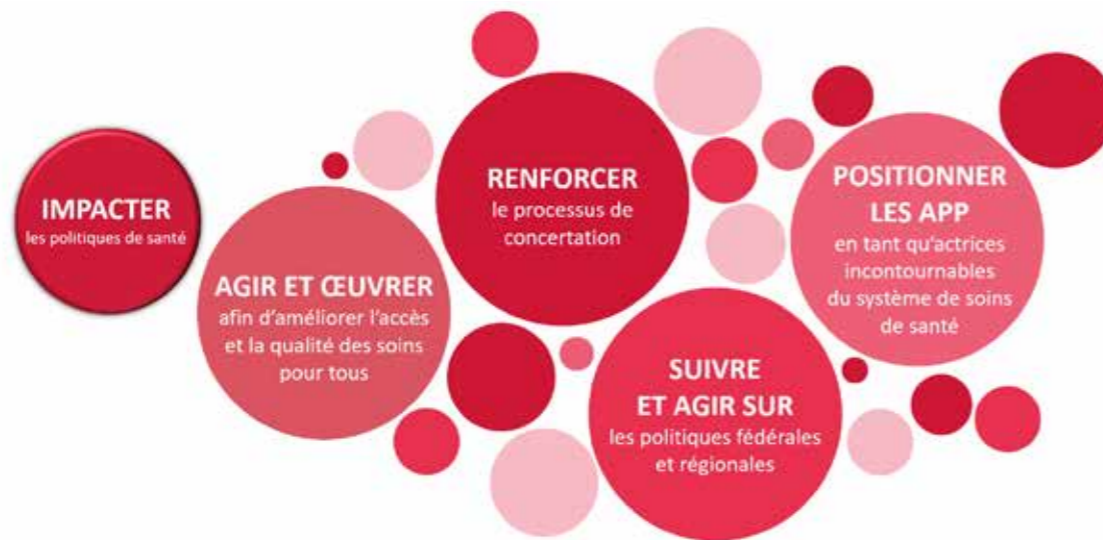 IMPACTER
les politiques de santé
AGIR ET ŒUVRER
afin d'améliorer l'accès
et la qualité des soins
pour tous
RENFORCER
le processus de
concertation
SUIVRE
ET AGIR SUR
les politiques fédérales
et régionales
POSITIONNER
LES APP
en tant qu'actrices
incontournables
du système de soins
de santé